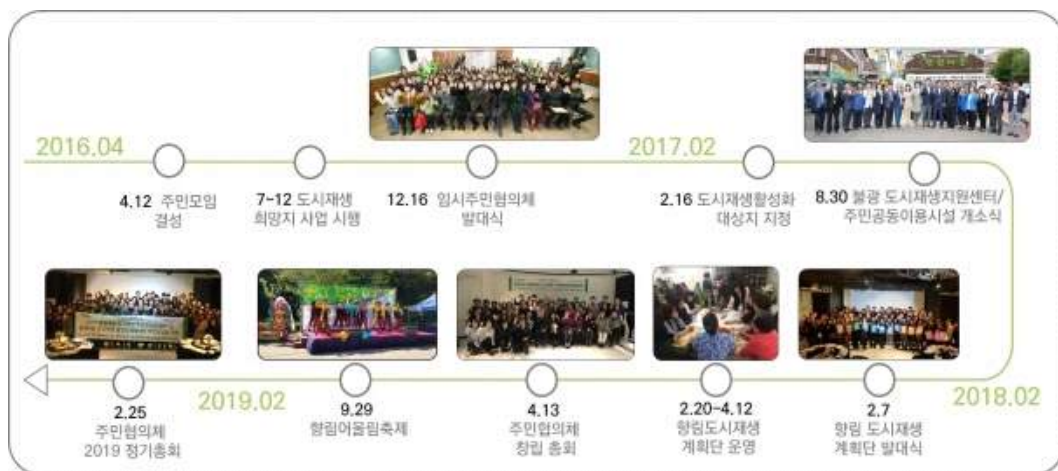 2016.04
4.12 주민모임
결성
7-12 도시재생
희망지 사업 시행
12.16 임시주민협의체
발대식
2017.02
2.16 도시재생활성화
대상지 지정
8.30 불광 도시재생지원센터/
주민공동이용시설 개소식
2018.02
2.7
향림 도시재생
계획단 발대식
2.20-4.12
향림도시재생
계획단 운영
4.13
주민협의체
창립 총회
9.29
향림어울림축제
2019.02
2.25
주민협의체
2019 정기총회